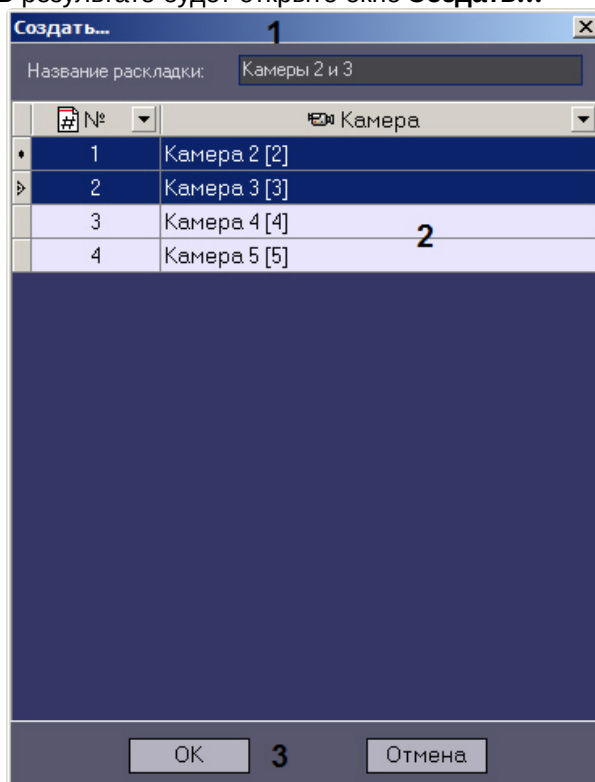 В результате будет открыто окно Создать...
Создать... 1
Название раскладки: Камеры 2 и 3
№ Камера
1 Камера 2 [2]
2 Камера 3 [3]
3 Камера 4 [4]
2
4 Камера 5 [5]
OK 3 Отмена